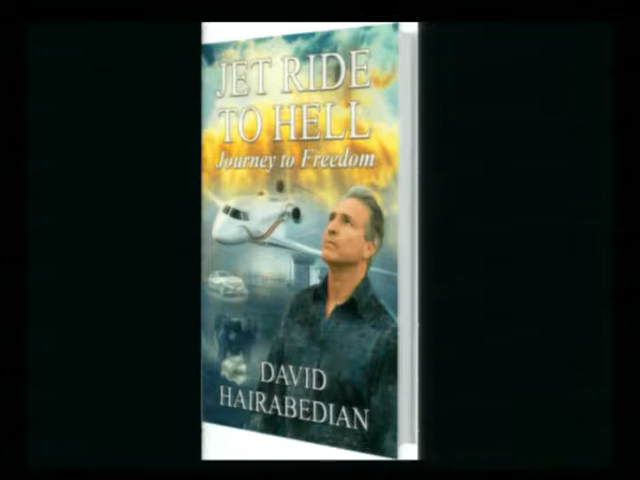 JET RIDE
TO HELL
Journey to Freedom
DAVID
HAIRABEDIAN